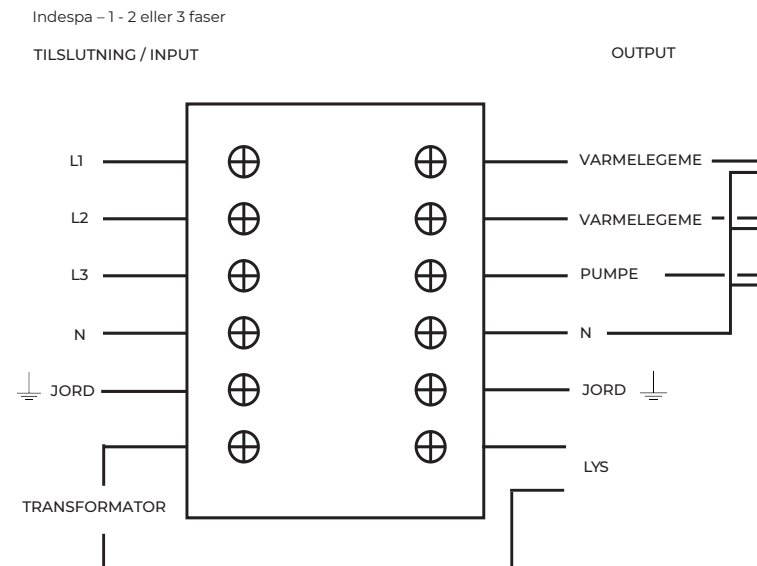 Indespa – 1 - 2 eller 3 faser
TILSLUTNING / INPUT
OUTPUT
L1
VARMELEGEME
L2
VARMELEGEME
L3
PUMPE
N
N
JORD
JORD
LYS
TRANSFORMATOR